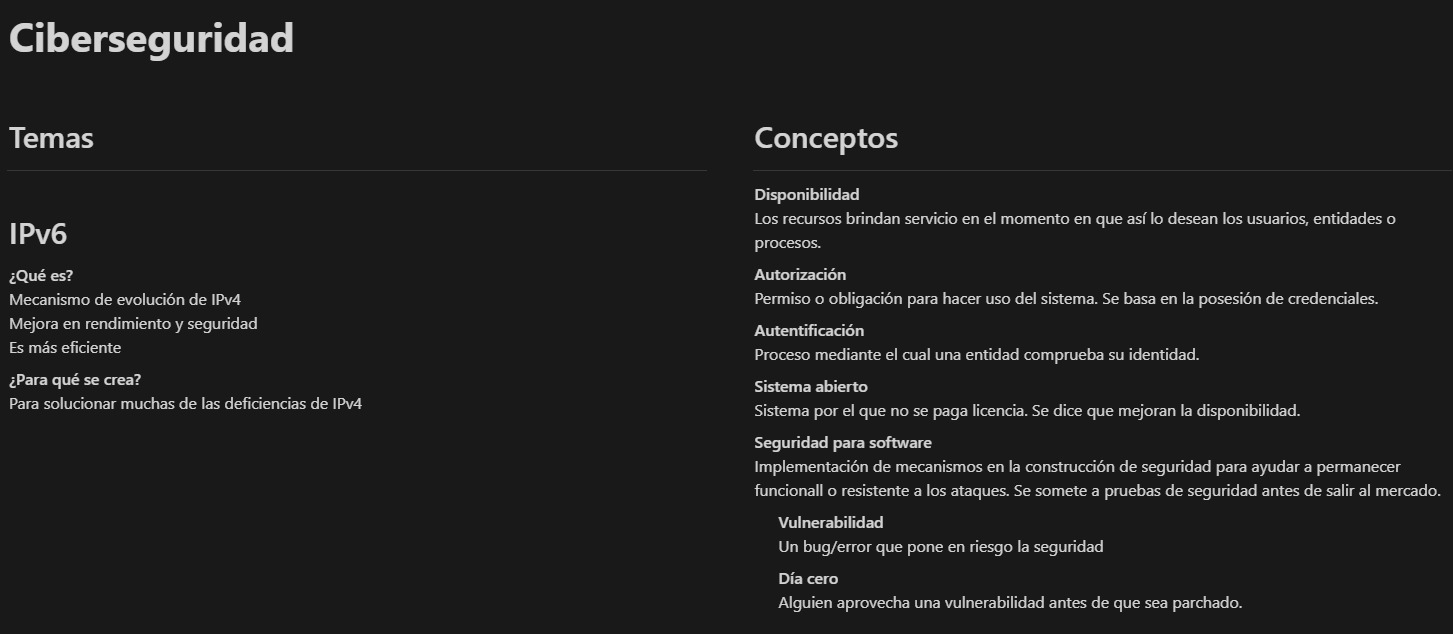 Ciberseguridad
Temas
IPv6
¿Qué es?
Mecanismo de evolución de IPv4
Mejora en rendimiento y seguridad
Es más eficiente
¿Para qué se crea?
Para solucionar muchas de las deficiencias de IPv4
Conceptos
Disponibilidad
Los recursos brindan servicio en el momento en que así lo desean los usuarios, entidades o
procesos.
Autorización
Permiso o obligación para hacer uso del sistema. Se basa en la posesión de credenciales.
Autentificación
Proceso mediante el cual una entidad comprueba su identidad.
Sistema abierto
Sistema por el que no se paga licencia. Se dice que mejoran la disponibilidad.
Seguridad para software
Implementación de mecanismos en la construcción de seguridad para ayudar a permanecer
funcionall o resistente a los ataques. Se somete a pruebas de seguridad antes de salir al mercado.
Vulnerabilidad
Un bug/error que pone en riesgo la seguridad
Día cero
Alguien aprovecha una vulnerabilidad antes de que sea parchado.